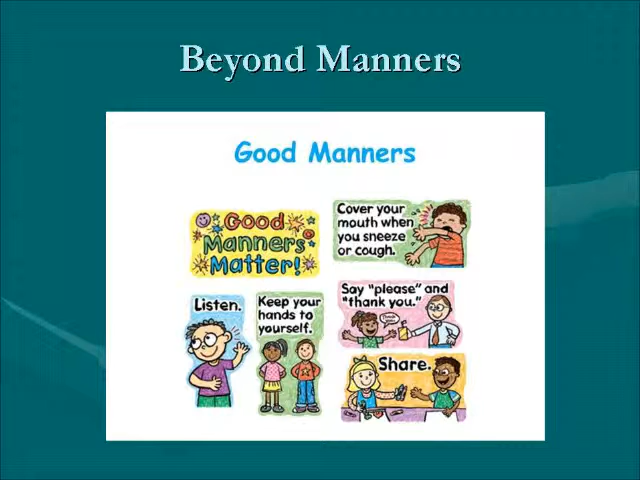 Beyond Manners
Good Manners
Good
Manners
Matter!
Cover your
mouth when
you sneeze
or cough.
Listen.
Keep your
hands to
yourself.
Say "please" and
"thank you."
Share.